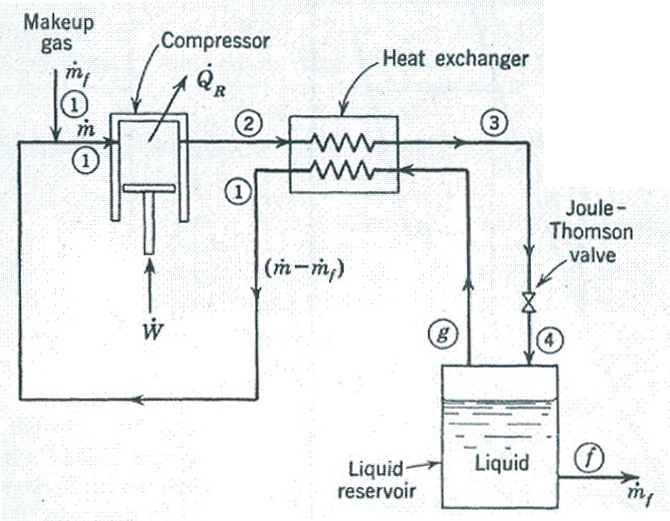 Makeup
gas
Compressor
Heat exchanger
ṁf
Q̇R
1
ṁ
1
2
3
1
Joule-
Thomson
valve
(ṁ-ṁf)
Ẇ
g
4
Liquid
reservoir
Liquid
f
ṁf